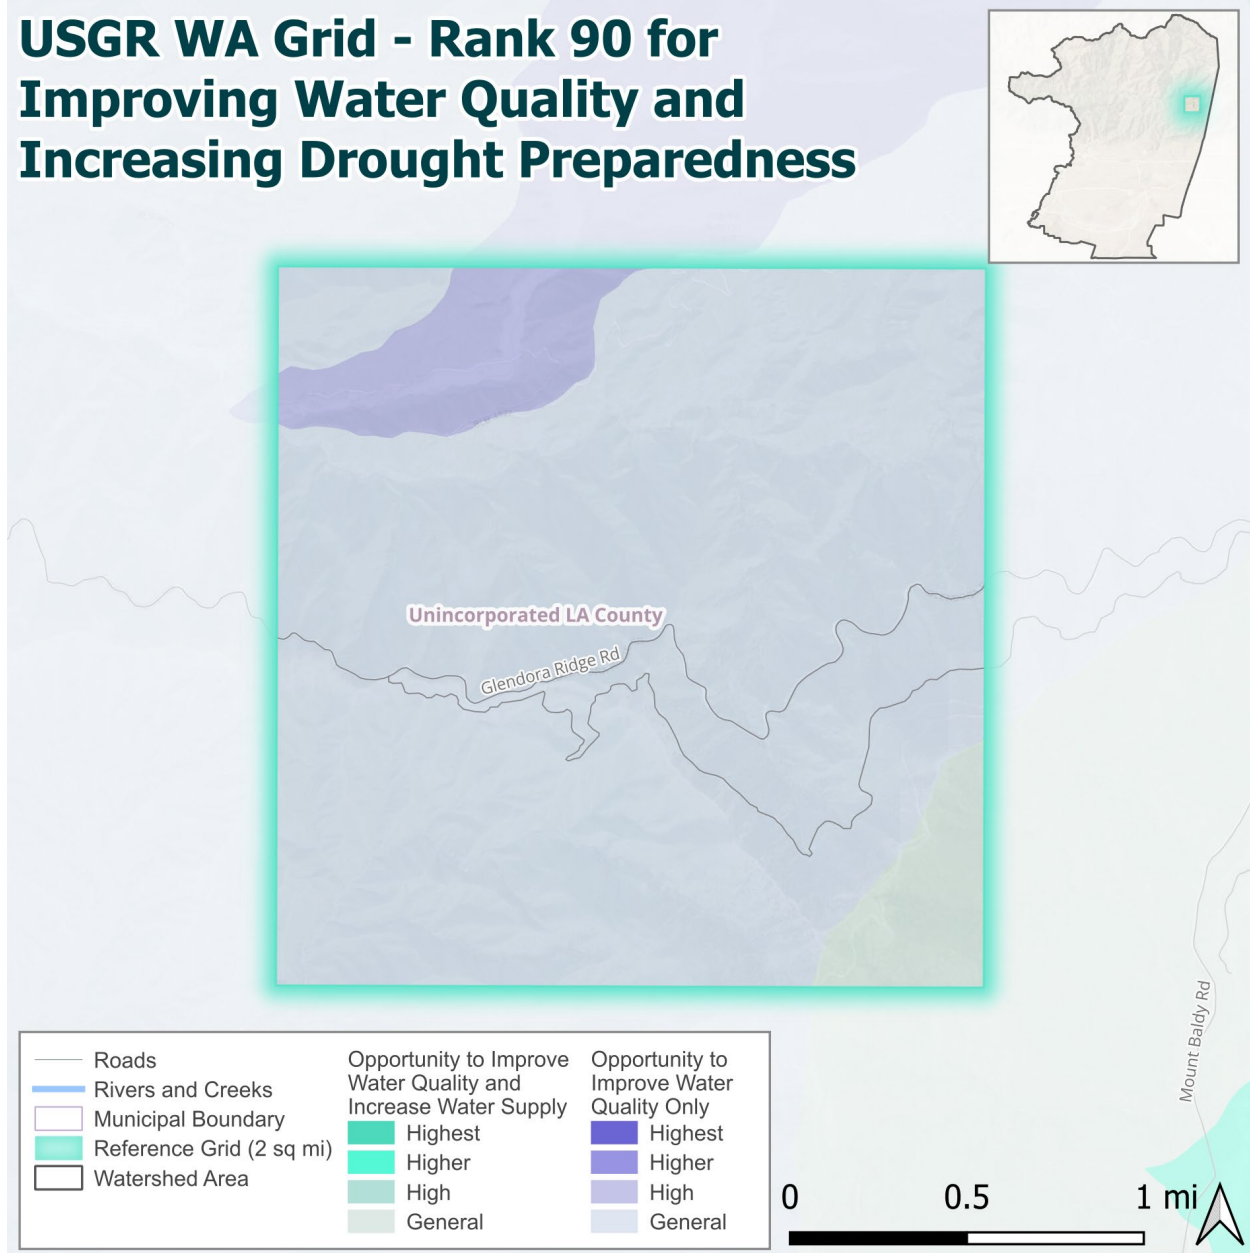 USGR WA Grid - Rank 90 for
Improving Water Quality and
Increasing Drought Preparedness
Unincorporated LA County
Glendora Ridge Rd
Mount Baldy Rd
Roads
Rivers and Creeks
Municipal Boundary
Reference Grid (2 sq mi)
Watershed Area
Opportunity to Improve
Water Quality and
Increase Water Supply
Highest
Higher
High
General
Opportunity to
Improve Water
Quality Only
Highest
Higher
High
General
0 0.5 1 mi